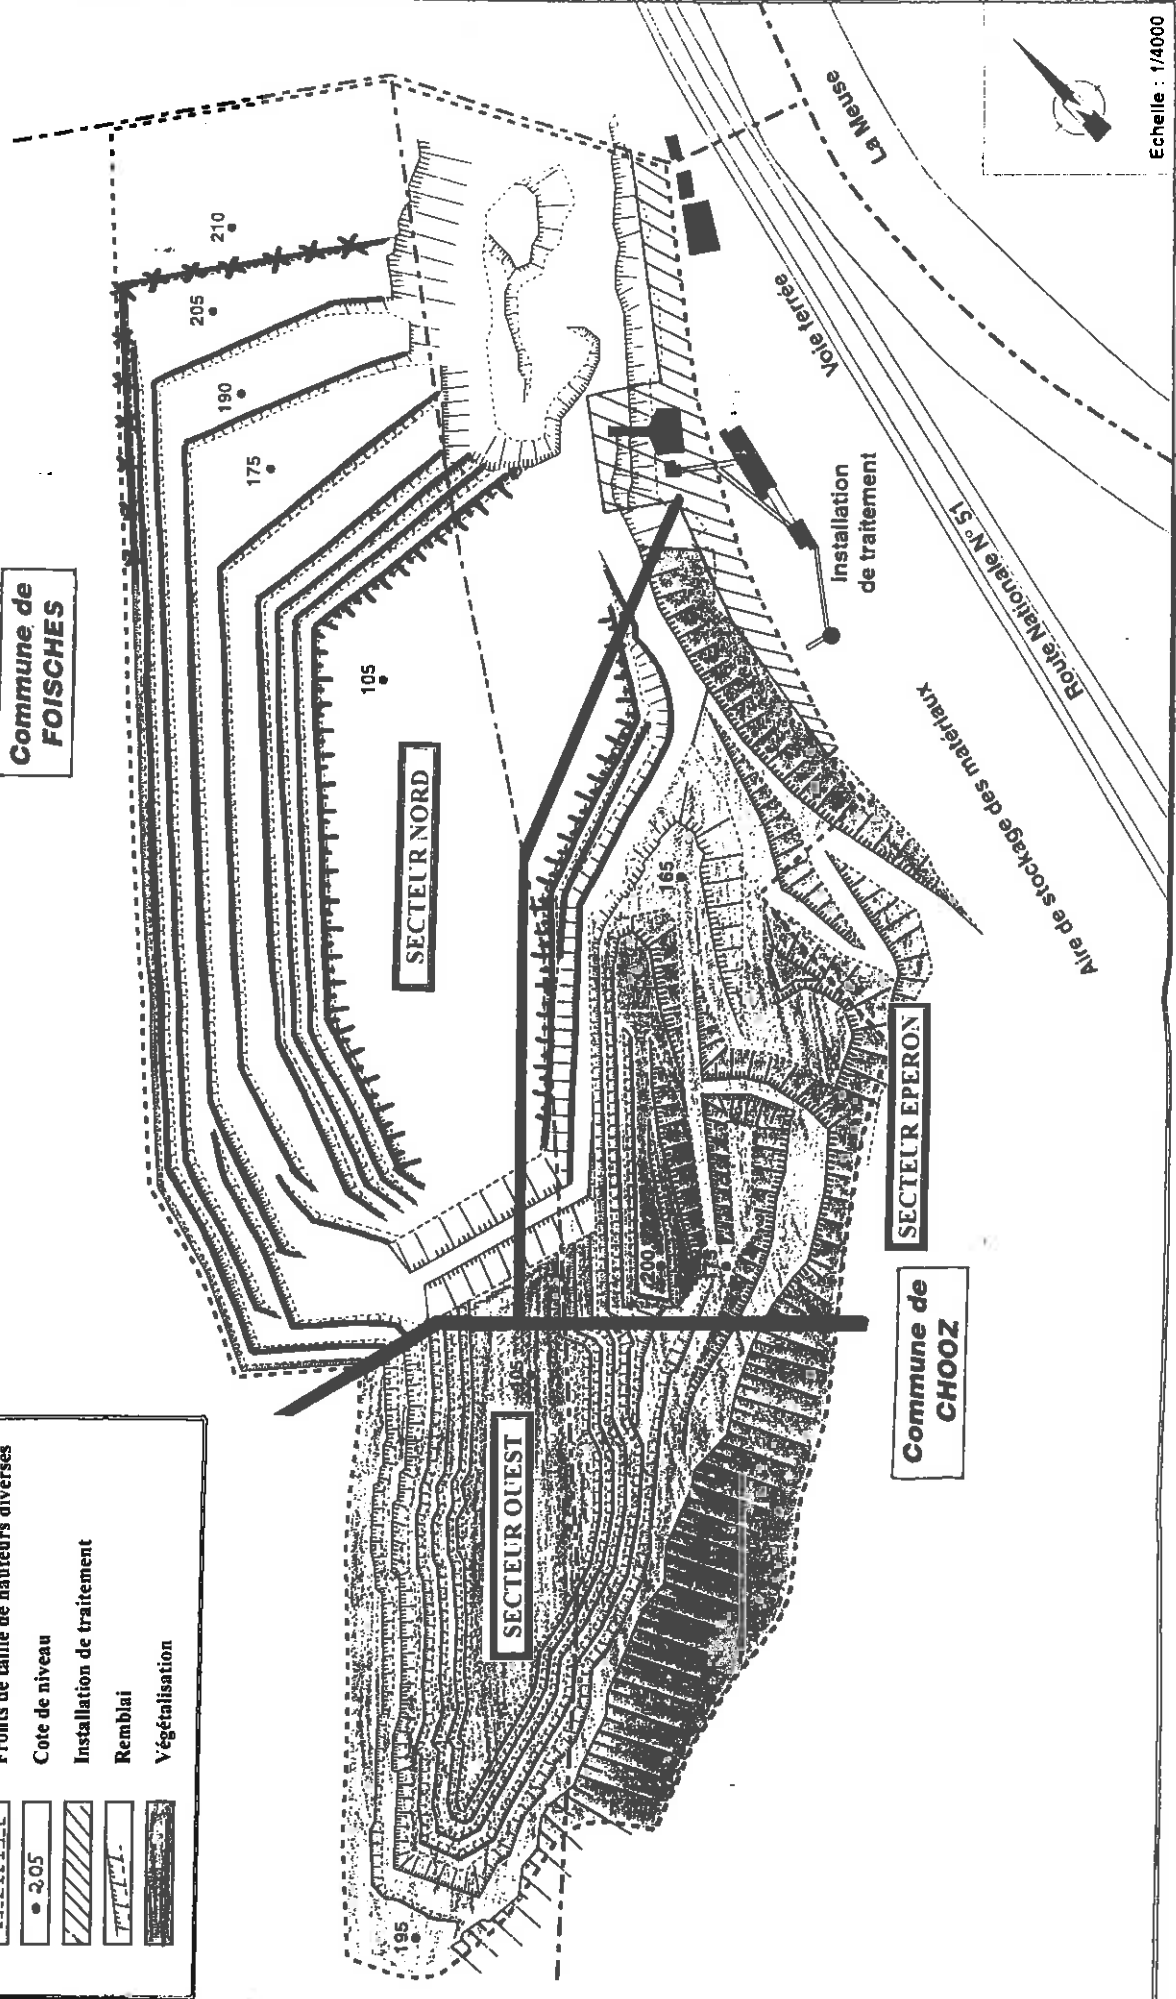 Fronts de taille de hauteurs diverses
205
Cote de niveau
Installation de traitement
Remblai
Végétalisation
Commune de
FOISCHES
210
205
190
175
105
SECTEUR NORD
165
200
SECTEUR OUEST
195
SECTEUR EPERON
Commune de
CHOOZ
Installation
de traitement
Aire de stockage des matériaux
Route Nationale N° 51
Voie ferrée
La Meuse
Echelle : 1/4000